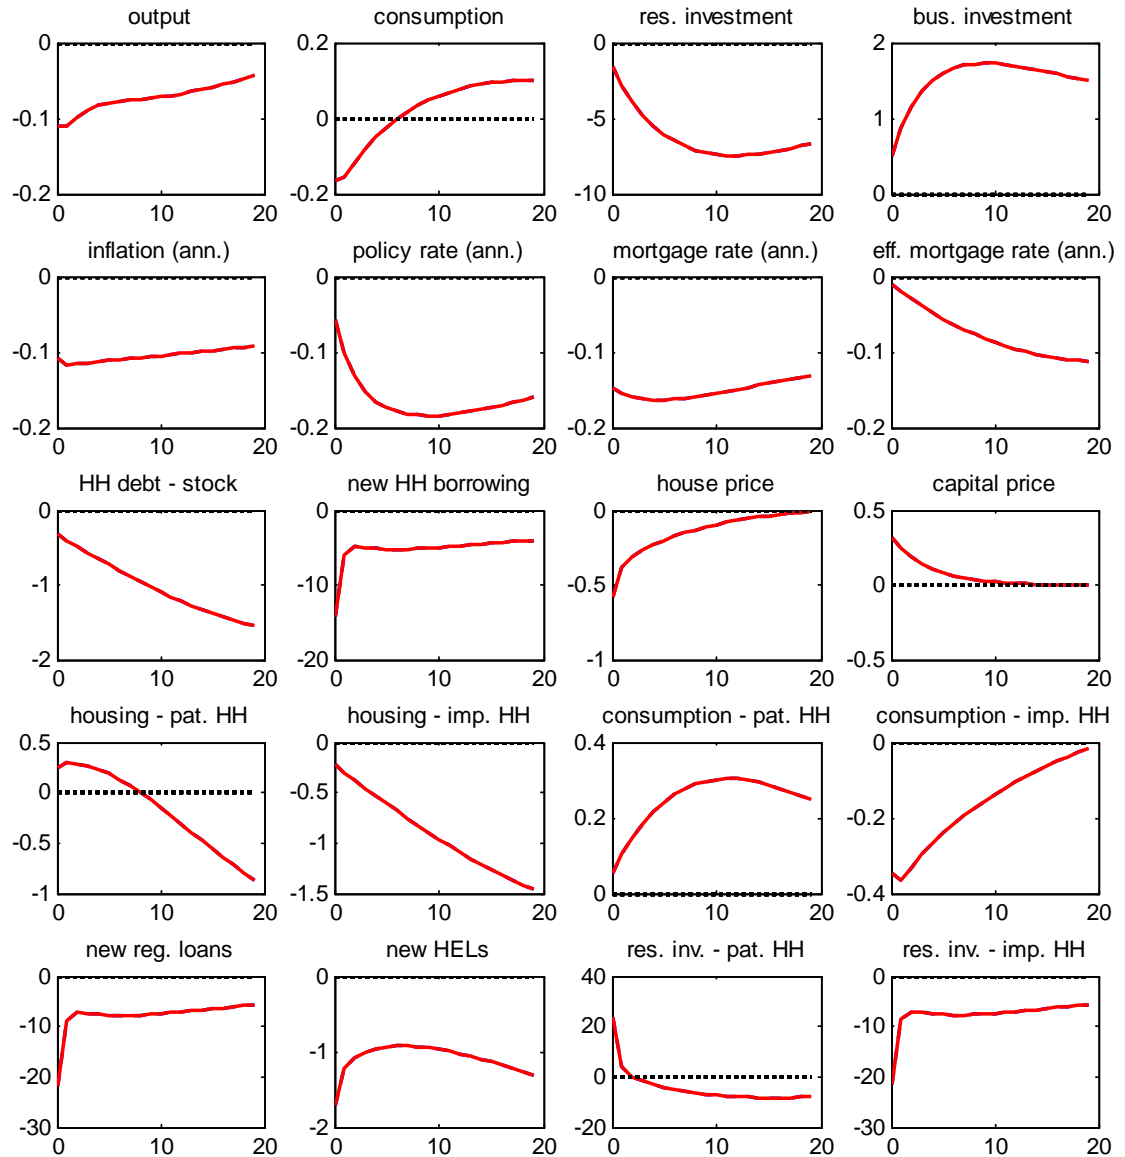 output consumption res. investment bus. investment
0 0.2 0 2
-0.1 0 -5 1
-0.2 -0.2 -10 0
0 10 20 0 10 20 0 10 20 0 10 20
inflation (ann.) policy rate (ann.) mortgage rate (ann.) eff. mortgage rate (ann.)
0 0 0 0
-0.1 -0.1 -0.1 -0.1
-0.2 -0.2 -0.2 -0.2
0 10 20 0 10 20 0 10 20 0 10 20
HH debt - stock new HH borrowing house price capital price
0 0 0 0.5
-1 -10 -0.5 0
-2 -20 -1 -0.5
0 10 20 0 10 20 0 10 20 0 10 20
housing - pat. HH housing - imp. HH consumption - pat. HH consumption - imp. HH
0.5 0 0.4 0
0 -0.5 0.2 -0.2
-0.5 -1
-1 -1.5 0 -0.4
0 10 20 0 10 20 0 10 20 0 10 20
new reg. loans new HELs res. inv. - pat. HH res. inv. - imp. HH
0 0 40 0
-10 20 -10
-1
-20 0 -20
-30 -2 -20 -30
0 10 20 0 10 20 0 10 20 0 10 20